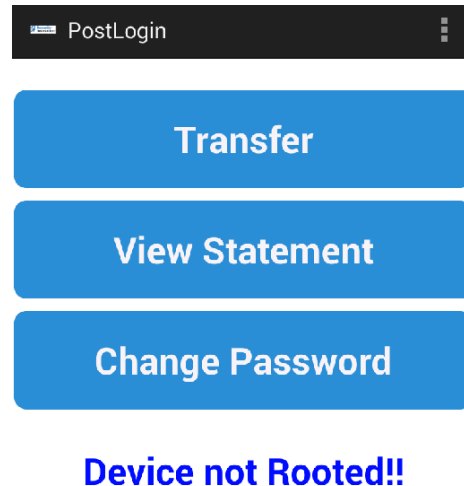 PostLogin
Transfer
View Statement
Change Password
Device not Rooted!!